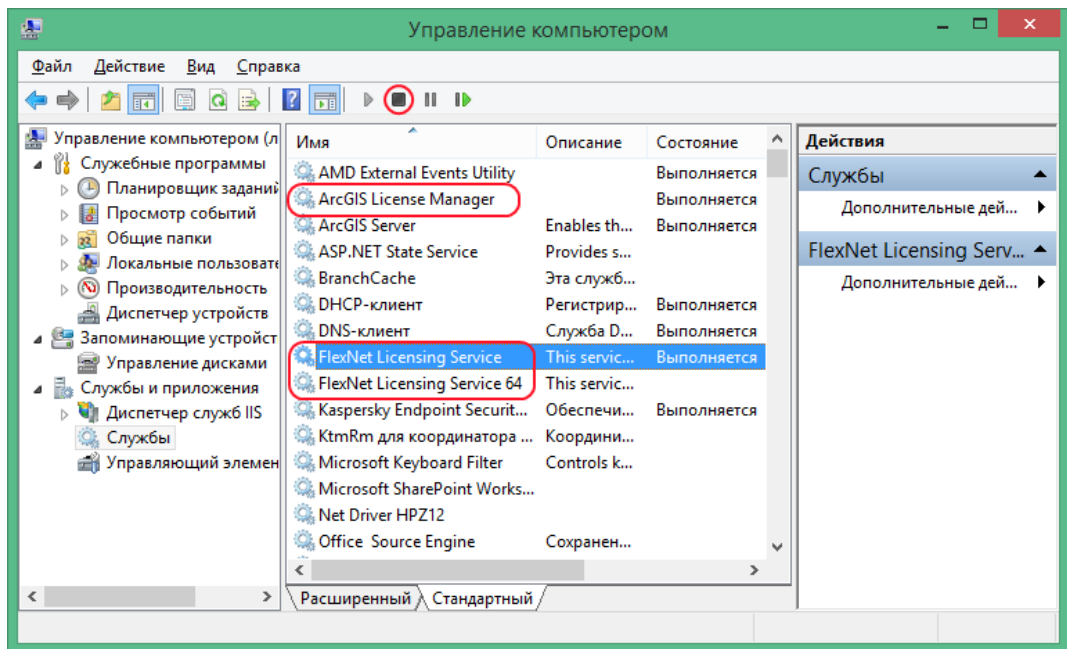 Управление компьютером
Файл Действие Вид Справка
Управление компьютером (л
Служебные программы
Планировщик заданий
Просмотр событий
Общие папки
Локальные пользовате
Производительность
Диспетчер устройств
Запоминающие устройст
Управление дисками
Службы и приложения
Диспетчер служб IIS
Службы
Управляющий элемен
Имя Описание Состояние
AMD External Events Utility Выполняется
ArcGIS License Manager Выполняется
ArcGIS Server Enables th... Выполняется
ASP.NET State Service Provides s...
BranchCache Эта служб...
DHCP-клиент Регистрир... Выполняется
DNS-клиент Служба D... Выполняется
FlexNet Licensing Service This servic... Выполняется
FlexNet Licensing Service 64 This servic...
Kaspersky Endpoint Securit... Обеспечи... Выполняется
KtmRm для координатора ... Координи...
Microsoft Keyboard Filter Controls k...
Microsoft SharePoint Works...
Net Driver HPZ12
Office Source Engine Сохранен...
Расширенный Стандартный
Действия
Службы
Дополнительные дей...
FlexNet Licensing Serv...
Дополнительные дей...